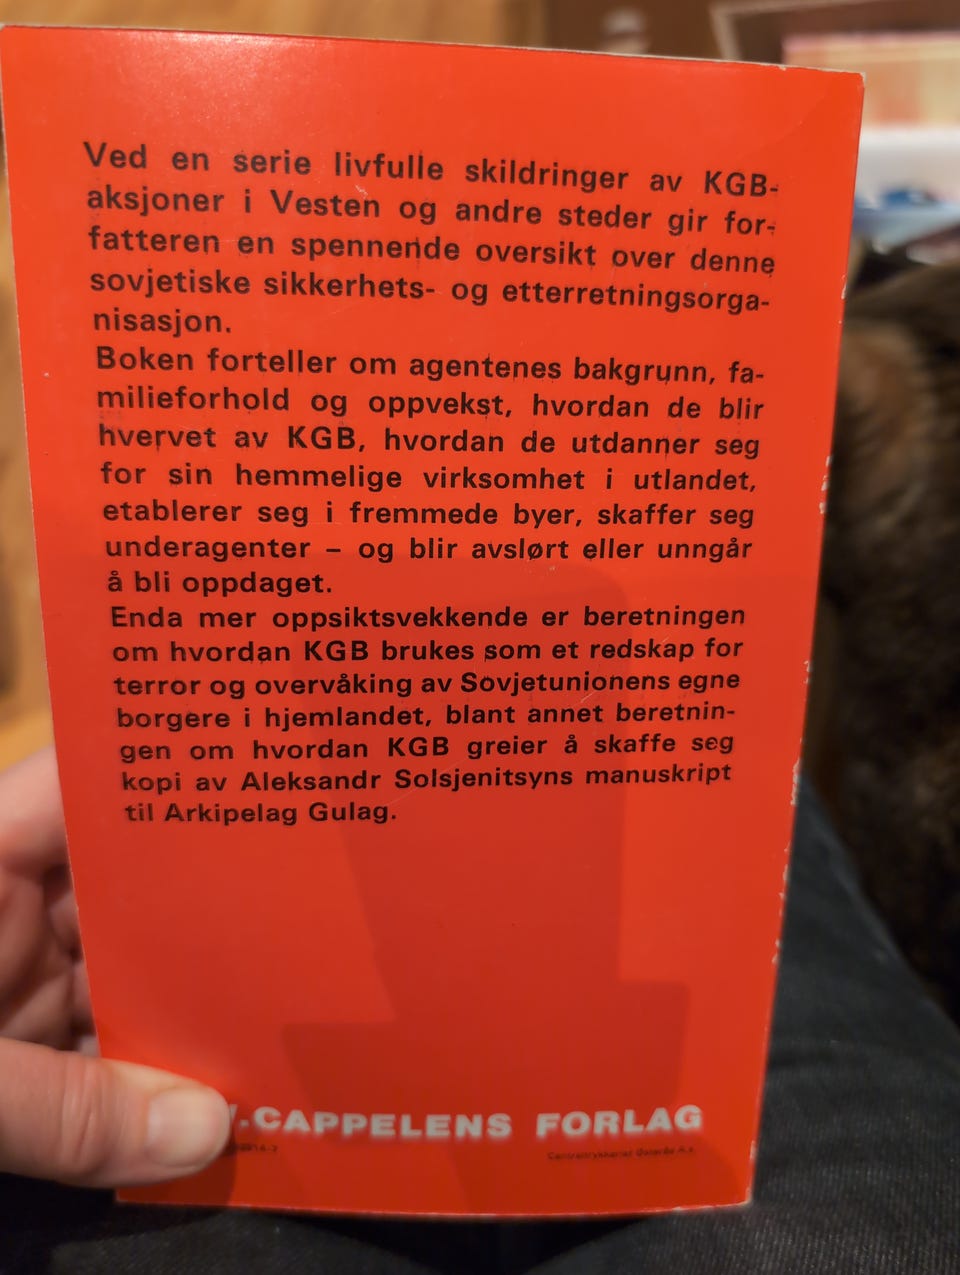 Ved en serie livfulle skildringer av KGB-
aksjoner i Vesten og andre steder gir for-
fatteren en spennende oversikt over denne
sovjetiske sikkerhets- og etterretningsorga-
nisasjon.
Boken forteller om agentenes bakgrunn, fa-
milieforhold og oppvekst, hvordan de blir
hvervet av KGB, hvordan de utdanner seg
for sin hemmelige virksomhet i utlandet,
etablerer seg i fremmede byer, skaffer seg
underagenter – og blir avslørt eller unngår
å bli oppdaget.
Enda mer oppsiktsvekkende er beretningen
om hvordan KGB brukes som et redskap for
terror og overvåking av Sovjetunionens egne
borgere i hjemlandet, blant annet beretnin-
gen om hvordan KGB greier å skaffe seg
kopi av Aleksandr Solsjenitsyns manuskript
til Arkipelag Gulag.
.CAPPELENS FORLAG